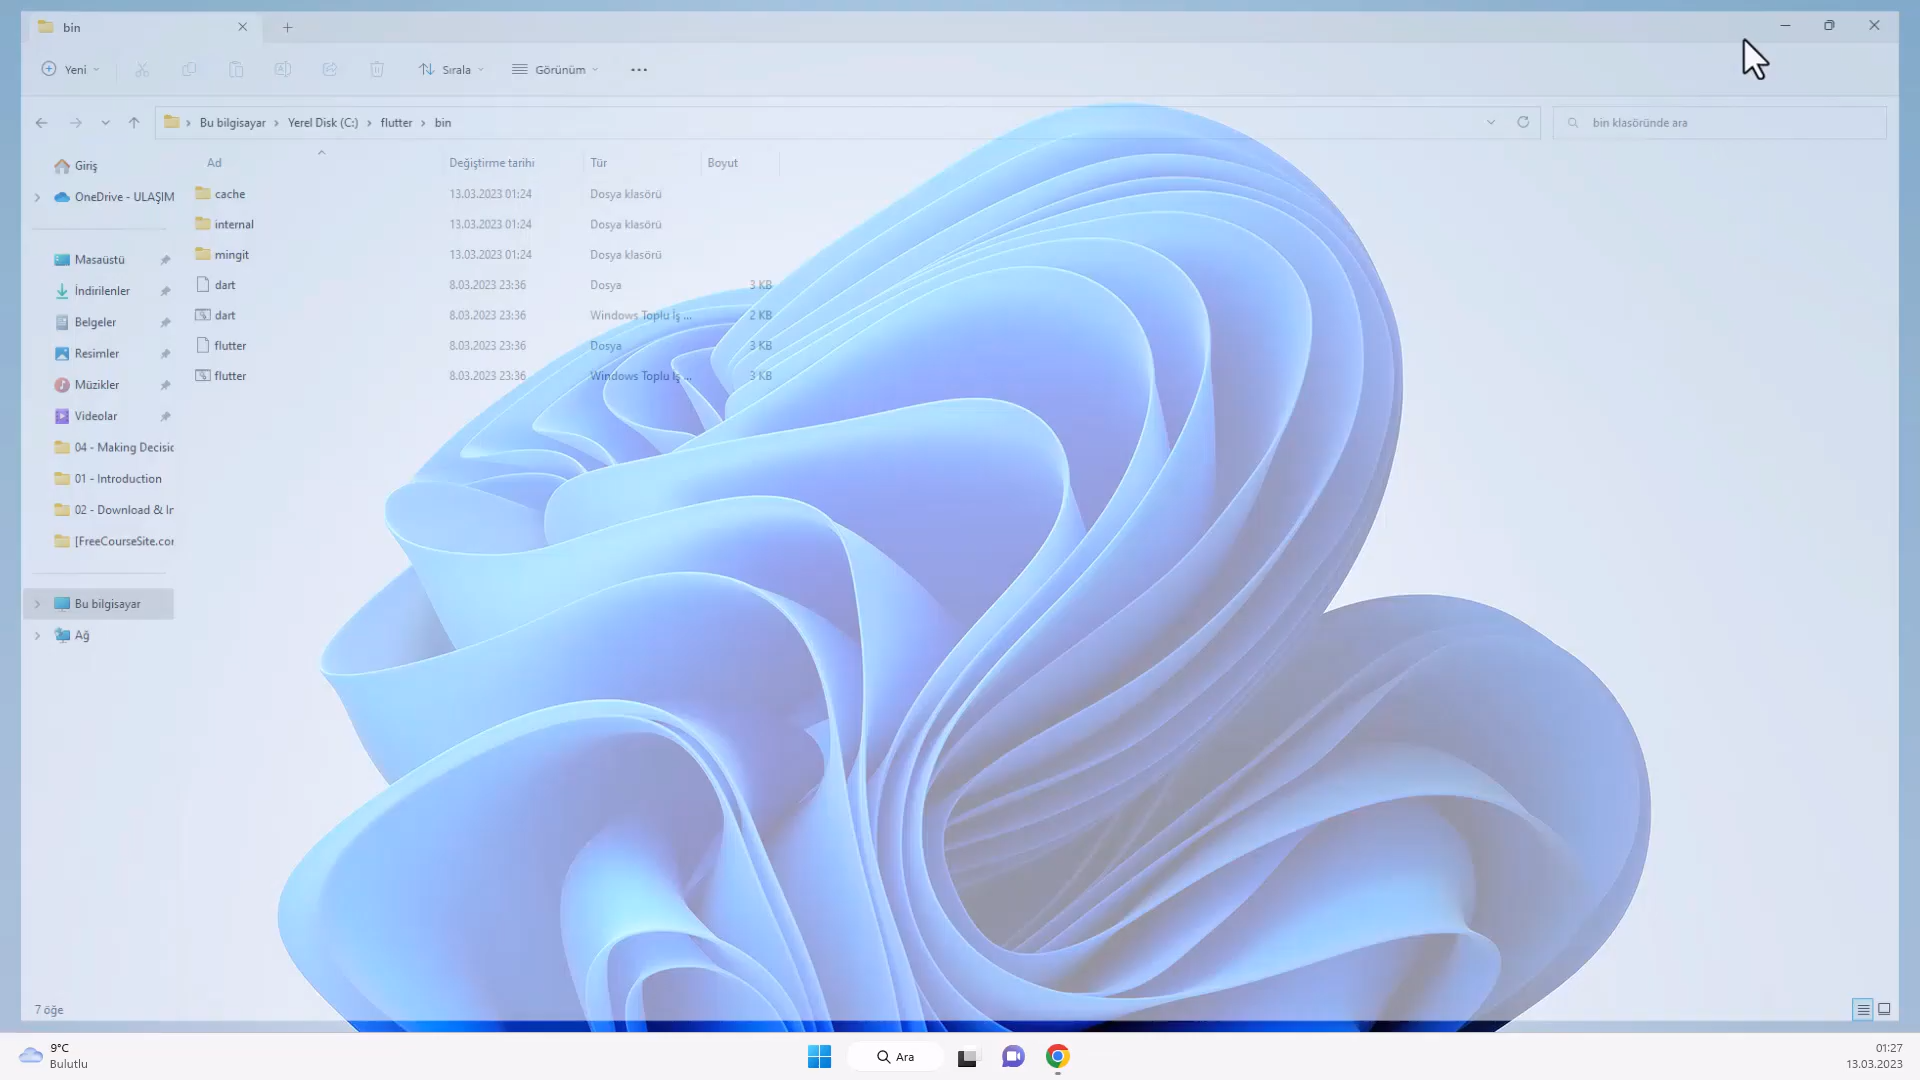 bin
Yeni
Sırala
Görünüm
Bu bilgisayar > Yerel Disk (C:) > flutter > bin
bin klasöründe ara
Ad Değiştirme tarihi Tür Boyut
cache 13.03.2023 01:24 Dosya klasörü
internal 13.03.2023 01:24 Dosya klasörü
mingit 13.03.2023 01:24 Dosya klasörü
dart 8.03.2023 23:36 Dosya 3 KB
dart 8.03.2023 23:36 Windows Toplu İş ... 2 KB
flutter 8.03.2023 23:36 Dosya 3 KB
flutter 8.03.2023 23:36 Windows Toplu İş ... 3 KB
Giriş
OneDrive - ULAŞIM
Masaüstü
İndirilenler
Belgeler
Resimler
Müzikler
Videolar
04 - Making Decisic
01 - Introduction
02 - Download & Ir
[FreeCourseSite.cor
Bu bilgisayar
Ağ
7 öğe
9°C
Bulutlu
Ara
01:27
13.03.2023